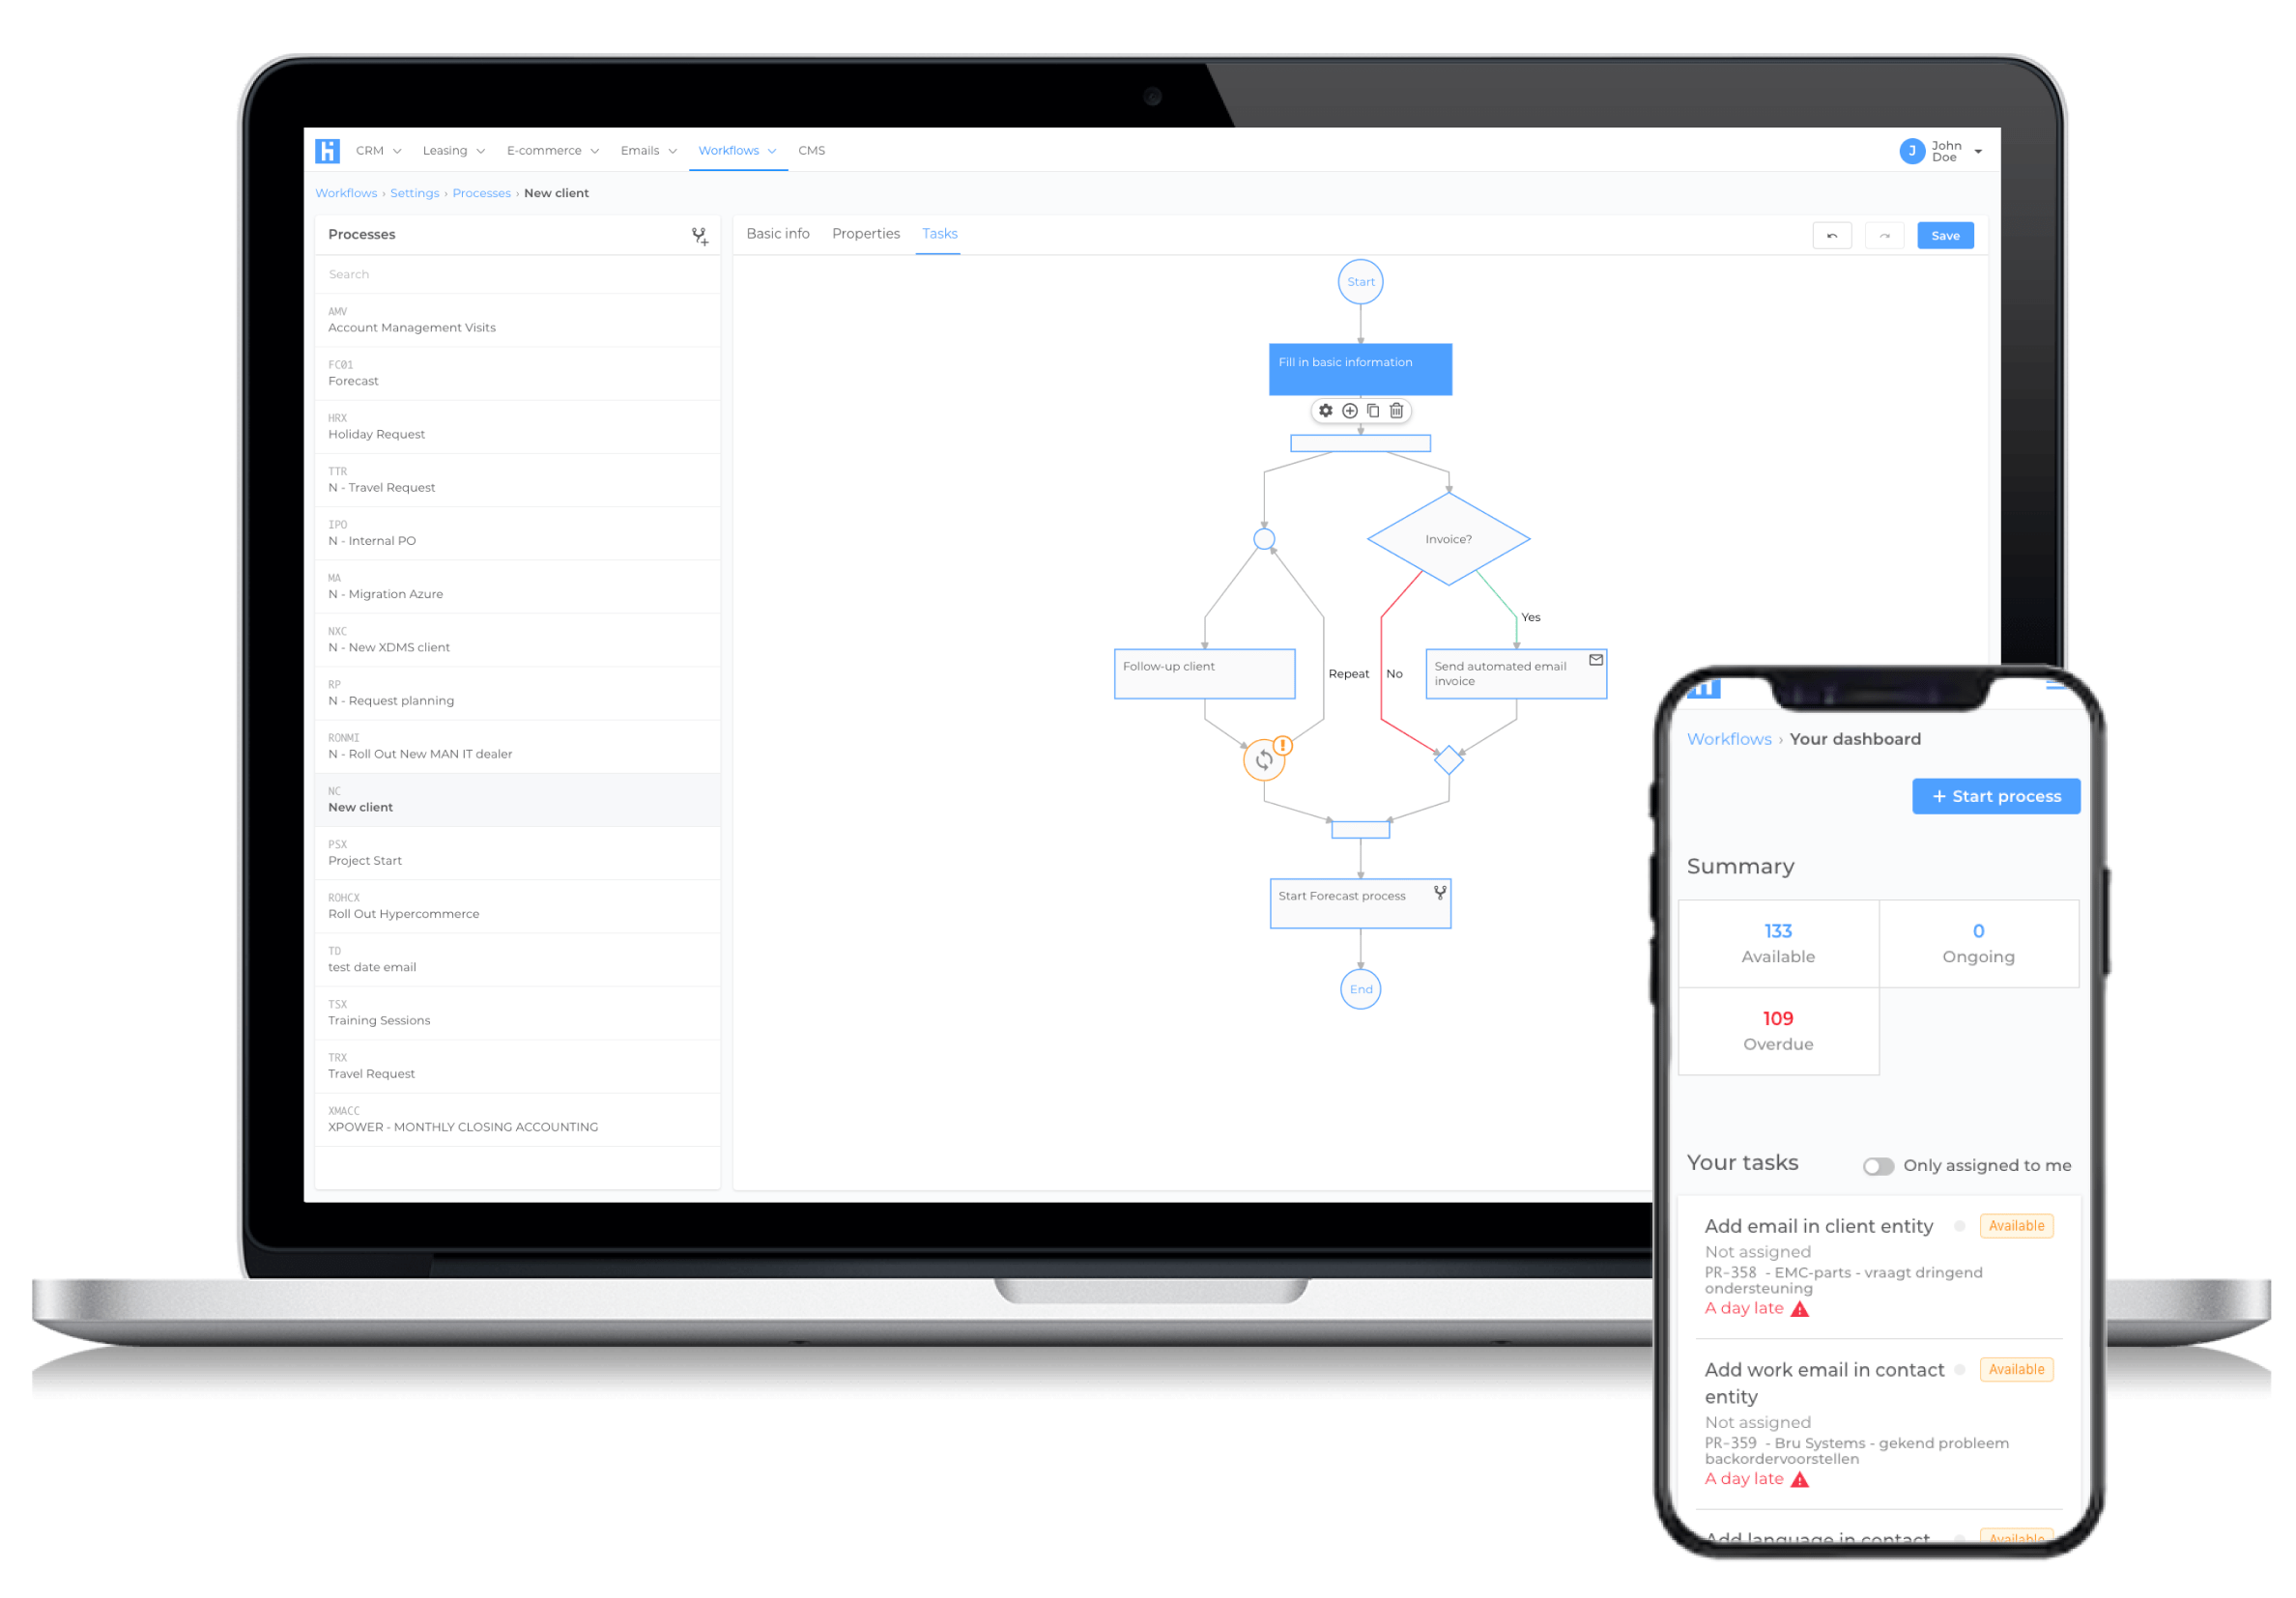 CRM
Leasing
E-commerce
Emails
Workflows
CMS
J
John
Doe
Workflows › Settings › Processes › New client
Processes
Search
AMV
Account Management Visits
FC01
Forecast
HRX
Holiday Request
TTR
N - Travel Request
IPO
N - Internal PO
MA
N - Migration Azure
NXC
N - New XDMS client
RP
N - Request planning
RONMI
N - Roll Out New MAN IT dealer
NC
New client
PSX
Project Start
ROHCX
Roll Out Hypercommerce
TD
test date email
TSX
Training Sessions
TRX
Travel Request
XMACC
XPOWER - MONTHLY CLOSING ACCOUNTING
Basic info
Properties
Tasks
Save
Start
Fill in basic information
Invoice?
Yes
Follow-up client
Repeat
No
Send automated email
invoice
Start Forecast process
End
Workflows › Your dashboard
+ Start process
Summary
133
Available
0
Ongoing
109
Overdue
Your tasks
Only assigned to me
Add email in client entity
Available
Not assigned
PR-358 - EMC-parts - vraagt dringend
ondersteuning
A day late
Add work email in contact
entity
Available
Not assigned
PR-359 - Bru Systems - gekend probleem
backordervoorstellen
A day late
Add language in contact
Available